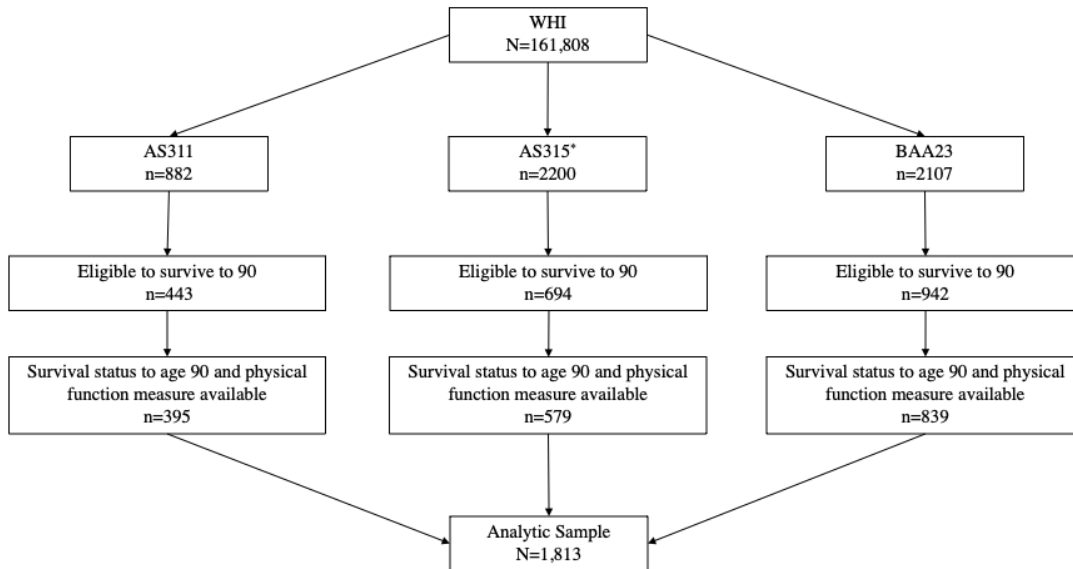 WHI
N=161,808
AS311
n=882
AS315*
n=2200
BAA23
n=2107
Eligible to survive to 90
n=443
Eligible to survive to 90
n=694
Eligible to survive to 90
n=942
Survival status to age 90 and physical
function measure available
n=395
Survival status to age 90 and physical
function measure available
n=579
Survival status to age 90 and physical
function measure available
n=839
Analytic Sample
N=1,813